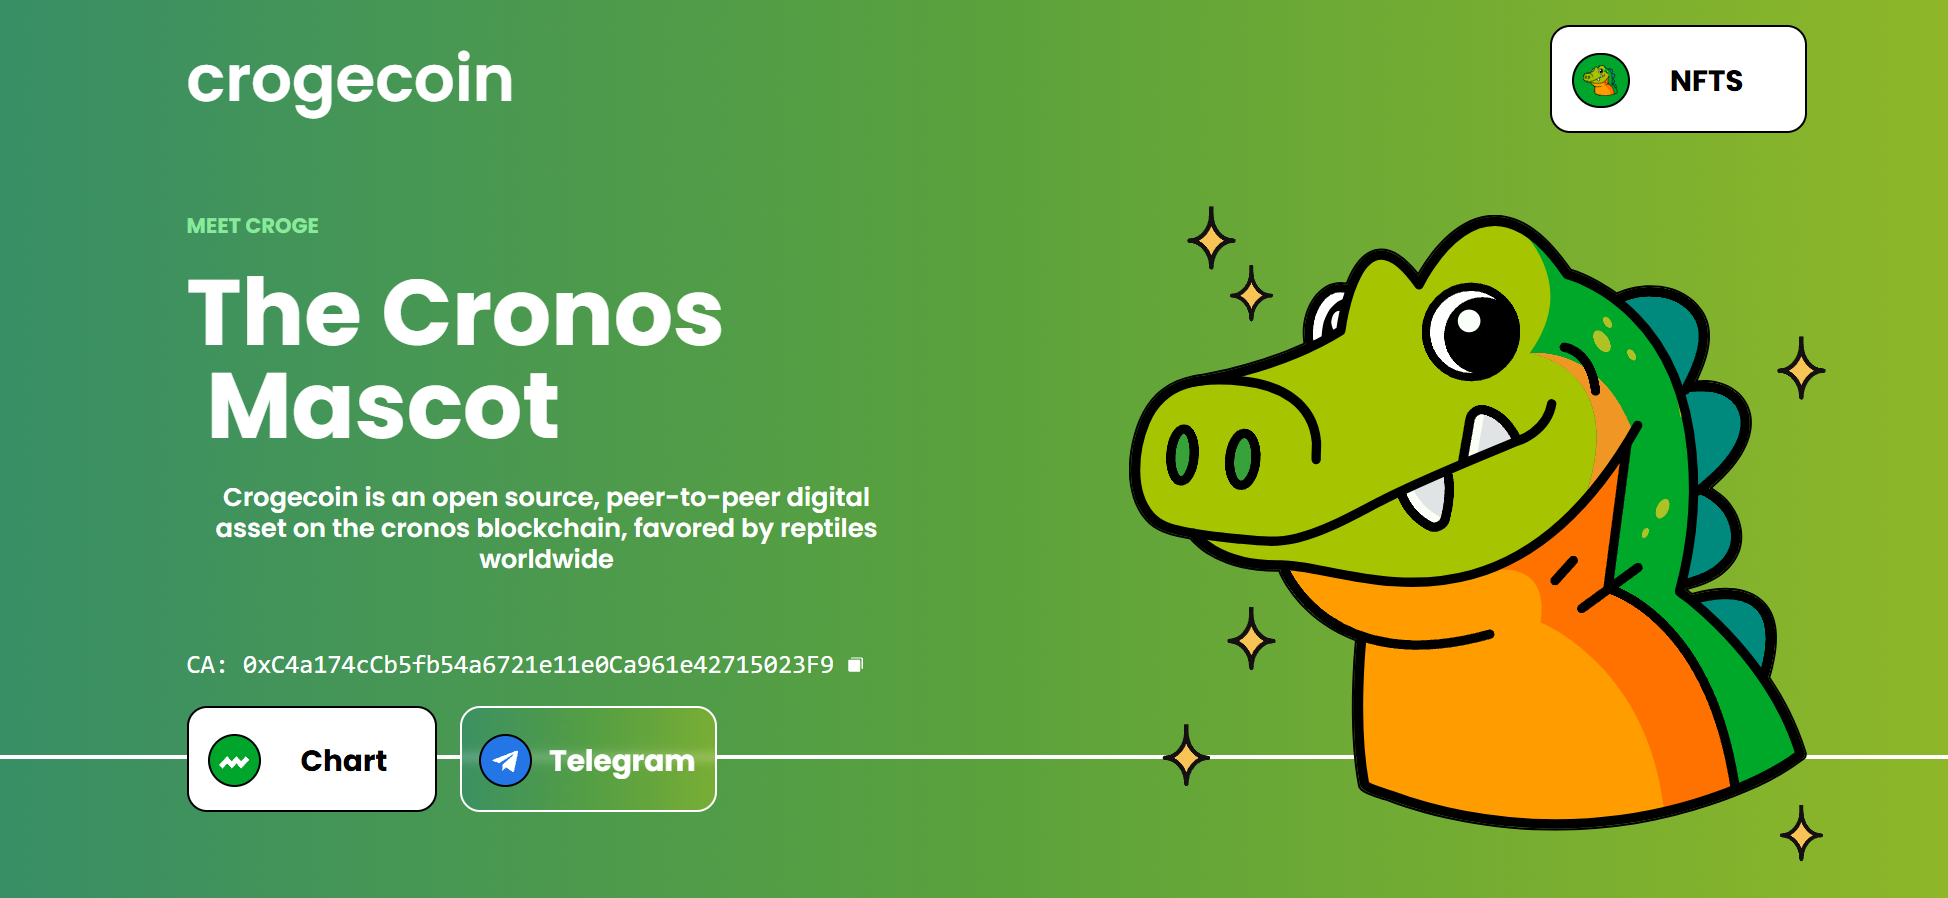 crogecoin
NFTS
MEET CROGE
The Cronos
Mascot
Crogecoin is an open source, peer-to-peer digital
asset on the cronos blockchain, favored by reptiles
worldwide
CA: 0xC4a174cCb5fb54a6721e11e0Ca961e42715023F9
Chart
Telegram